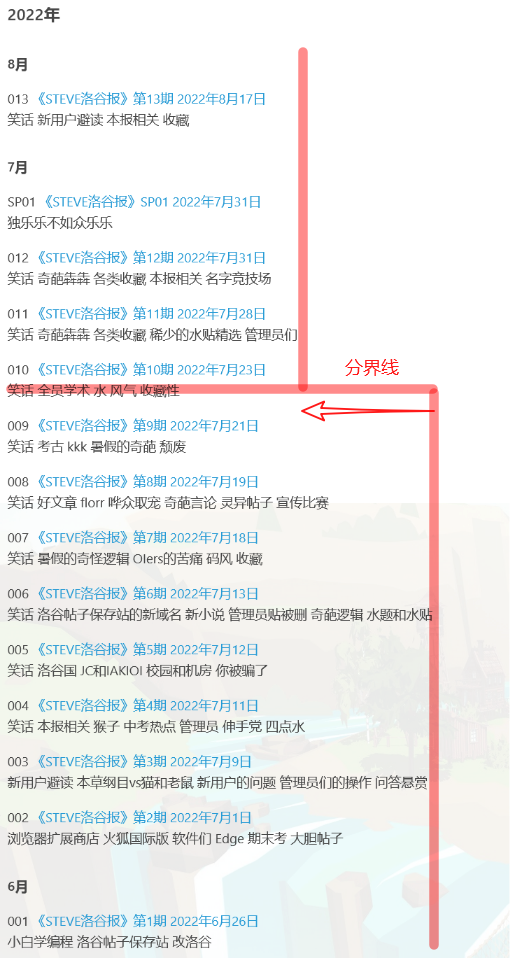 2022年
8月
013 《STEVE洛谷报》第13期 2022年8月17日
笑话 新用户避读 本报相关 收藏
7月
SP01 《STEVE洛谷报》SP01 2022年7月31日
独乐乐不如众乐乐
012 《STEVE洛谷报》第12期 2022年7月31日
笑话 奇葩犇犇 各类收藏 本报相关 名字竞技场
011 《STEVE洛谷报》第11期 2022年7月28日
笑话 奇葩犇犇 各类收藏 稀少的水贴精选 管理员们
010 《STEVE洛谷报》第10期 2022年7月23日
分界线
笑话 全员学术 水 风气 收藏性
009 《STEVE洛谷报》第9期 2022年7月21日
笑话 考古 kkk 暑假的奇葩 颓废
008 《STEVE洛谷报》第8期 2022年7月19日
笑话 好文章 florr 哗众取宠 奇葩言论 灵异帖子 宣传比赛
007 《STEVE洛谷报》第7期 2022年7月18日
笑话 暑假的奇怪逻辑 OIers的苦痛 码风 收藏
006 《STEVE洛谷报》第6期 2022年7月13日
笑话 洛谷帖子保存站的新域名 新小说 管理员贴被删 奇葩逻辑 水题和水贴
005 《STEVE洛谷报》第5期 2022年7月12日
笑话 洛谷国 JC和IAKIOI 校园和机房 你被骗了
004 《STEVE洛谷报》第4期 2022年7月11日
笑话 本报相关 猴子 中考热点 管理员 伸手党 四点水
003 《STEVE洛谷报》第3期 2022年7月9日
新用户避读 本草纲目vs猫和老鼠 新用户的问题 管理员们的操作 问答悬赏
002 《STEVE洛谷报》第2期 2022年7月1日
浏览器扩展商店 火狐国际版 软件们 Edge 期末考 大胆帖子
6月
001 《STEVE洛谷报》第1期 2022年6月26日
小白学编程 洛谷帖子保存站 改洛谷